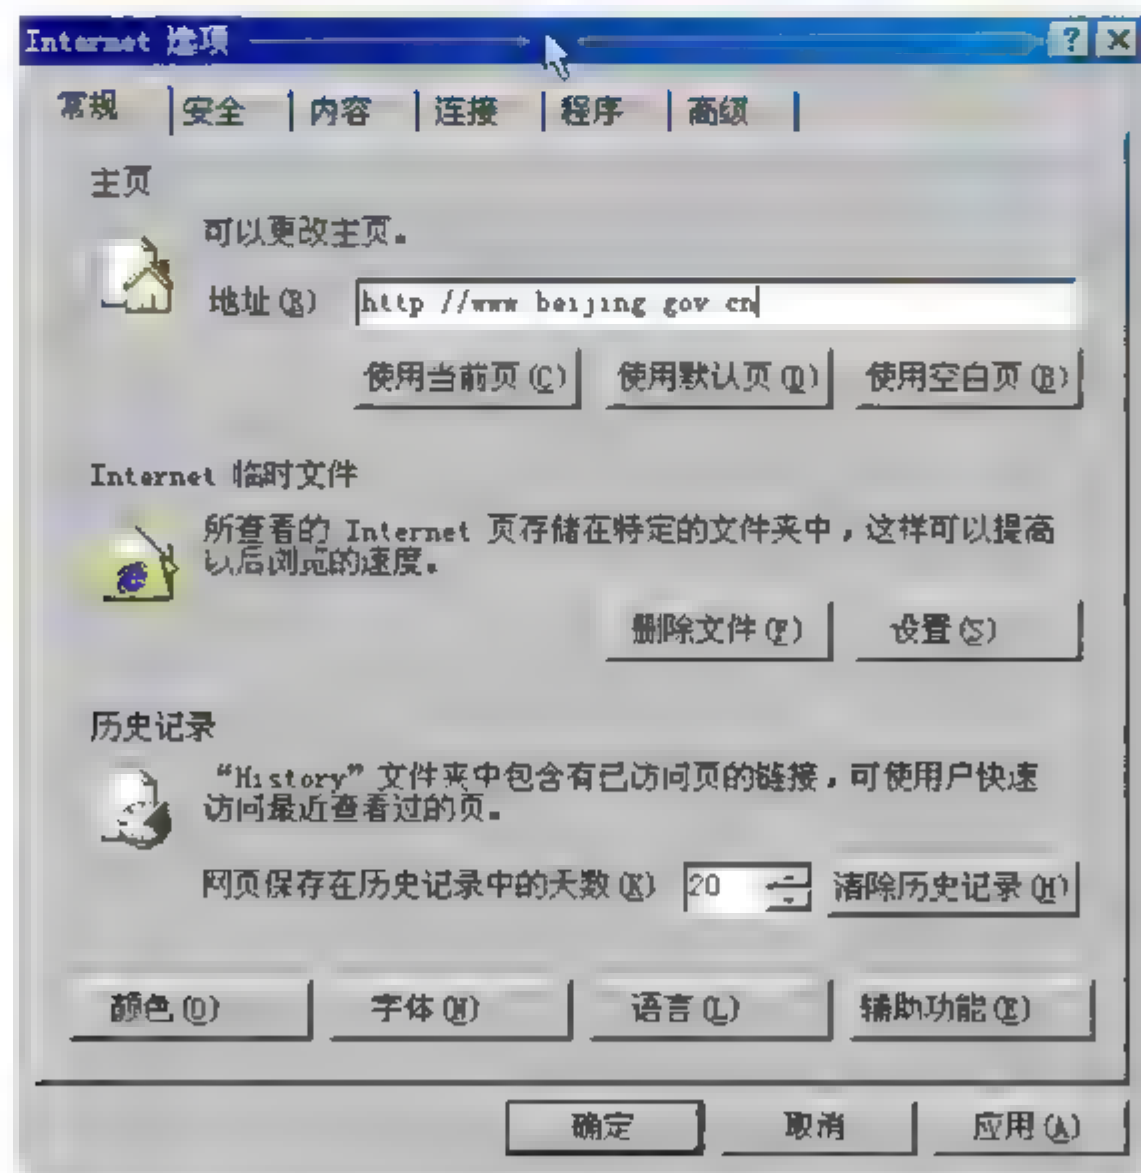 Internet 选项
常规 安全 内容 连接 程序 高级
主页
可以更改主页。
地址(R) http //www beijing gov cn
使用当前页(C) 使用默认页(D) 使用空白页(B)
Internet 临时文件
所查看的 Internet 页存储在特定的文件夹中，这样可以提高
以后浏览的速度。
删除文件(F) 设置(S)
历史记录
“History”文件夹中包含有已访问页的链接，可使用户快速
访问最近查看过的页。
网页保存在历史记录中的天数(K) 20 清除历史记录(H)
颜色(O) 字体(N) 语言(L) 辅助功能(E)
确定 取消 应用(A)